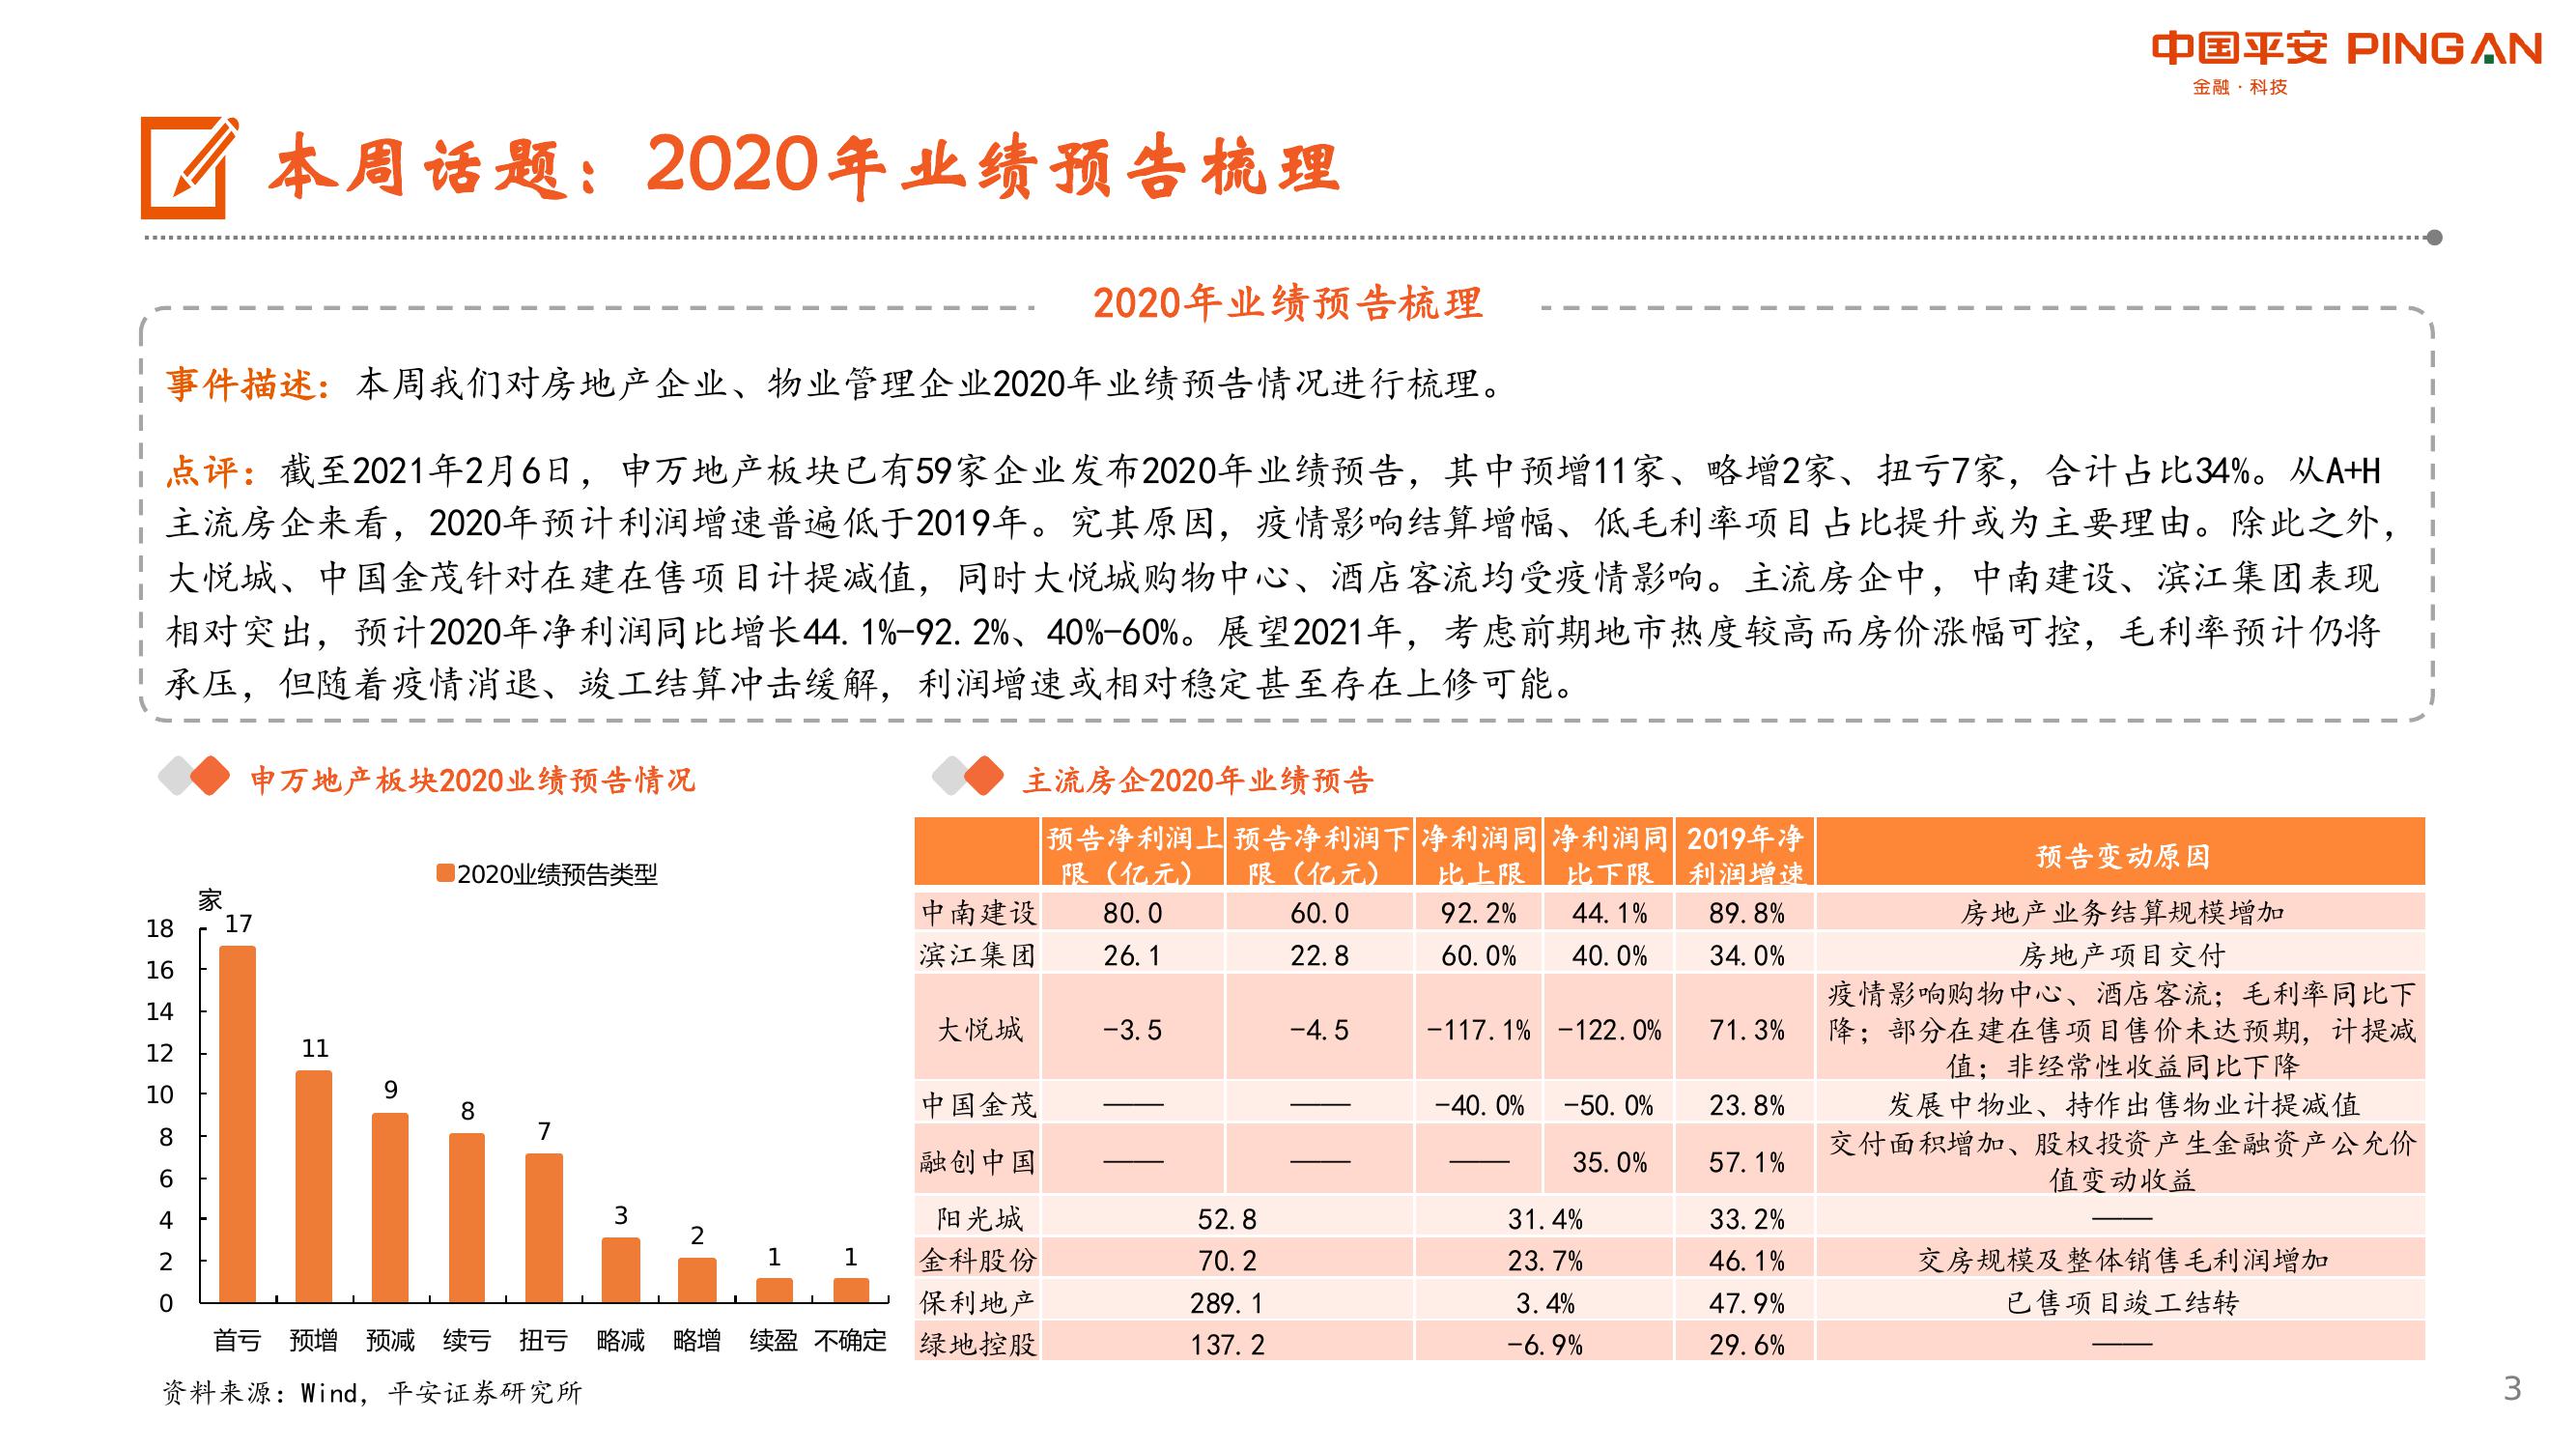 中国平安 PINGAN
金融·科技
本周话题：2020年业绩预告梳理
2020年业绩预告梳理
事件描述：本周我们对房地产企业、物业管理企业2020年业绩预告情况进行梳理。
点评：截至2021年2月6日，申万地产板块已有59家企业发布2020年业绩预告，其中预增11家、略增2家、扭亏7家，合计占比34%。从A+H
主流房企来看，2020年预计利润增速普遍低于2019年。究其原因，疫情影响结算增幅、低毛利率项目占比提升或为主要理由。除此之外，
大悦城、中国金茂针对在建在售项目计提减值，同时大悦城购物中心、酒店客流均受疫情影响。主流房企中，中南建设、滨江集团表现
相对突出，预计2020年净利润同比增长44.1%-92.2%、40%-60%。展望2021年，考虑前期地市热度较高而房价涨幅可控，毛利率预计仍将
承压，但随着疫情消退、竣工结算冲击缓解，利润增速或相对稳定甚至存在上修可能。
申万地产板块2020业绩预告情况
2020业绩预告类型
家
18
16
14
12
10
8
6
4
2
0
17
11
9
8
7
3
2
1
1
首亏 预增 预减 续亏 扭亏 略减 略增 续盈 不确定
主流房企2020年业绩预告
预告净利润上限（亿元） 预告净利润下限（亿元） 净利润同比上限 净利润同比下限 2019年净利润增速 预告变动原因
中南建设 80.0 60.0 92.2% 44.1% 89.8% 房地产业务结算规模增加
滨江集团 26.1 22.8 60.0% 40.0% 34.0% 房地产项目交付
大悦城 -3.5 -4.5 -117.1% -122.0% 71.3% 疫情影响购物中心、酒店客流；毛利率同比下
降；部分在建在售项目售价未达预期，计提减
值；非经常性收益同比下降
中国金茂 —— —— -40.0% -50.0% 23.8% 发展中物业、持作出售物业计提减值
融创中国 —— —— —— 35.0% 57.1% 交付面积增加、股权投资产生金融资产公允价
值变动收益
阳光城 52.8 31.4% 33.2% ——
金科股份 70.2 23.7% 46.1% 交房规模及整体销售毛利润增加
保利地产 289.1 3.4% 47.9% 已售项目竣工结转
绿地控股 137.2 -6.9% 29.6% ——
资料来源：Wind，平安证券研究所
3